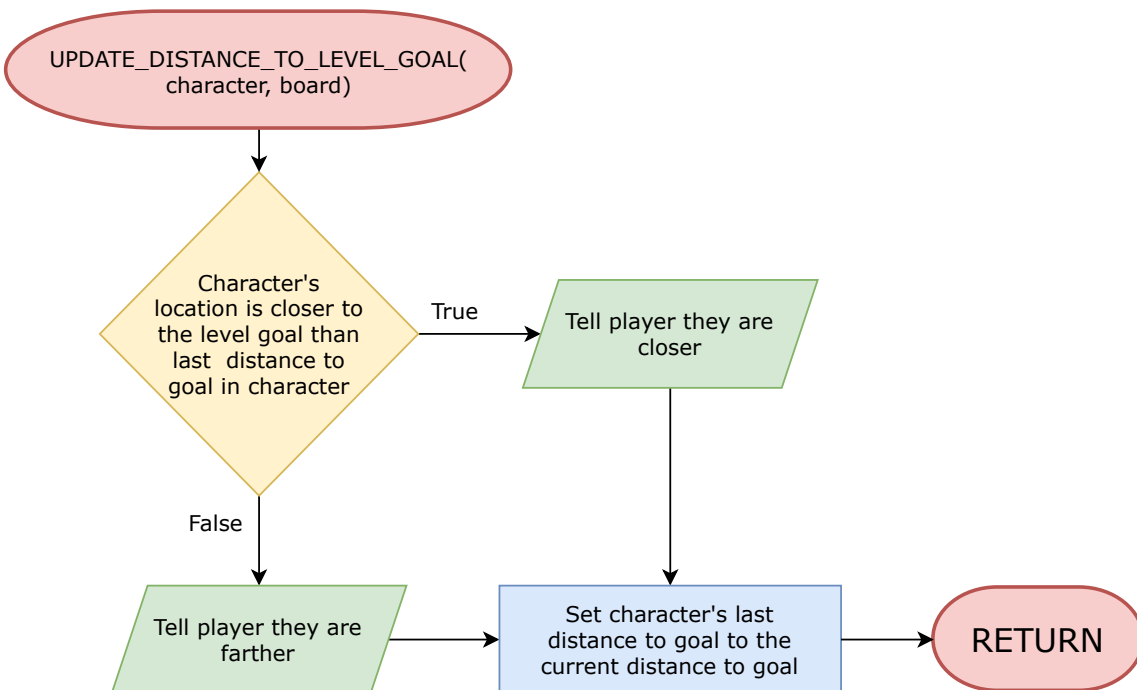 UPDATE_DISTANCE_TO_LEVEL_GOAL(
character, board)
Character's
location is closer to
the level goal than
last distance to
goal in character
True
Tell player they are
closer
False
Tell player they are
farther
Set character's last
distance to goal to the
current distance to goal
RETURN